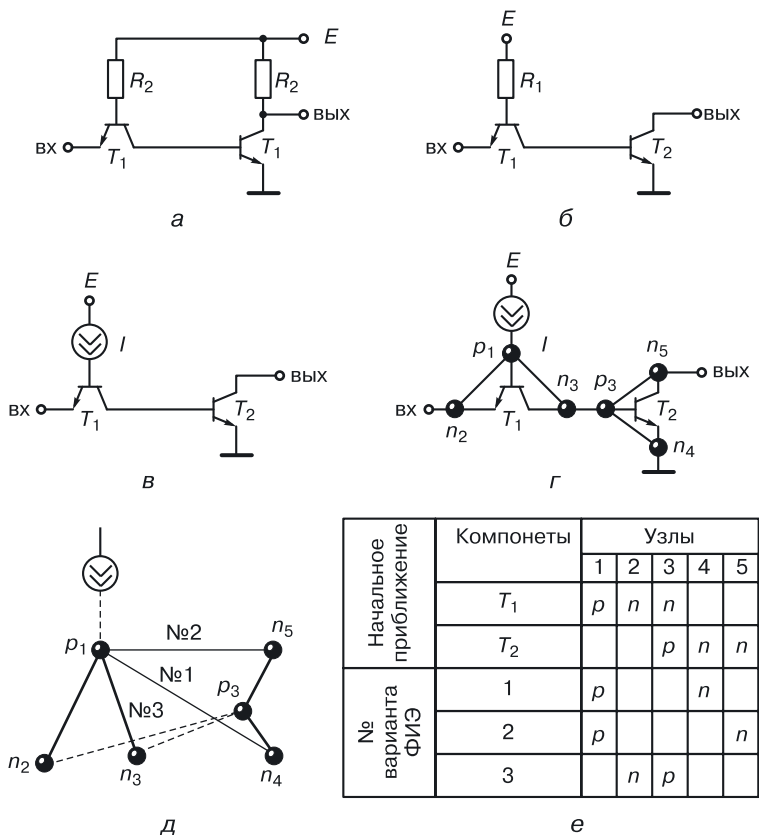 E
R₂
R₂
вых
вх
T₁
T₁
а
E
R₁
вых
вх
T₁
T₂
б
E
I
вых
вх
T₁
T₂
в
E
p₁
I
n₃
p₃
n₅
вых
вх
n₂
T₁
T₂
n₄
г
p₁
№2
n₅
№1
p₃
№3
n₂
n₃
n₄
д
Начальное приближение
Компонеты
Узлы
1 2 3 4 5
T₁ p n n
T₂ p n n
№ варианта ФИЭ
1 p n
2 p n
3 n p
е